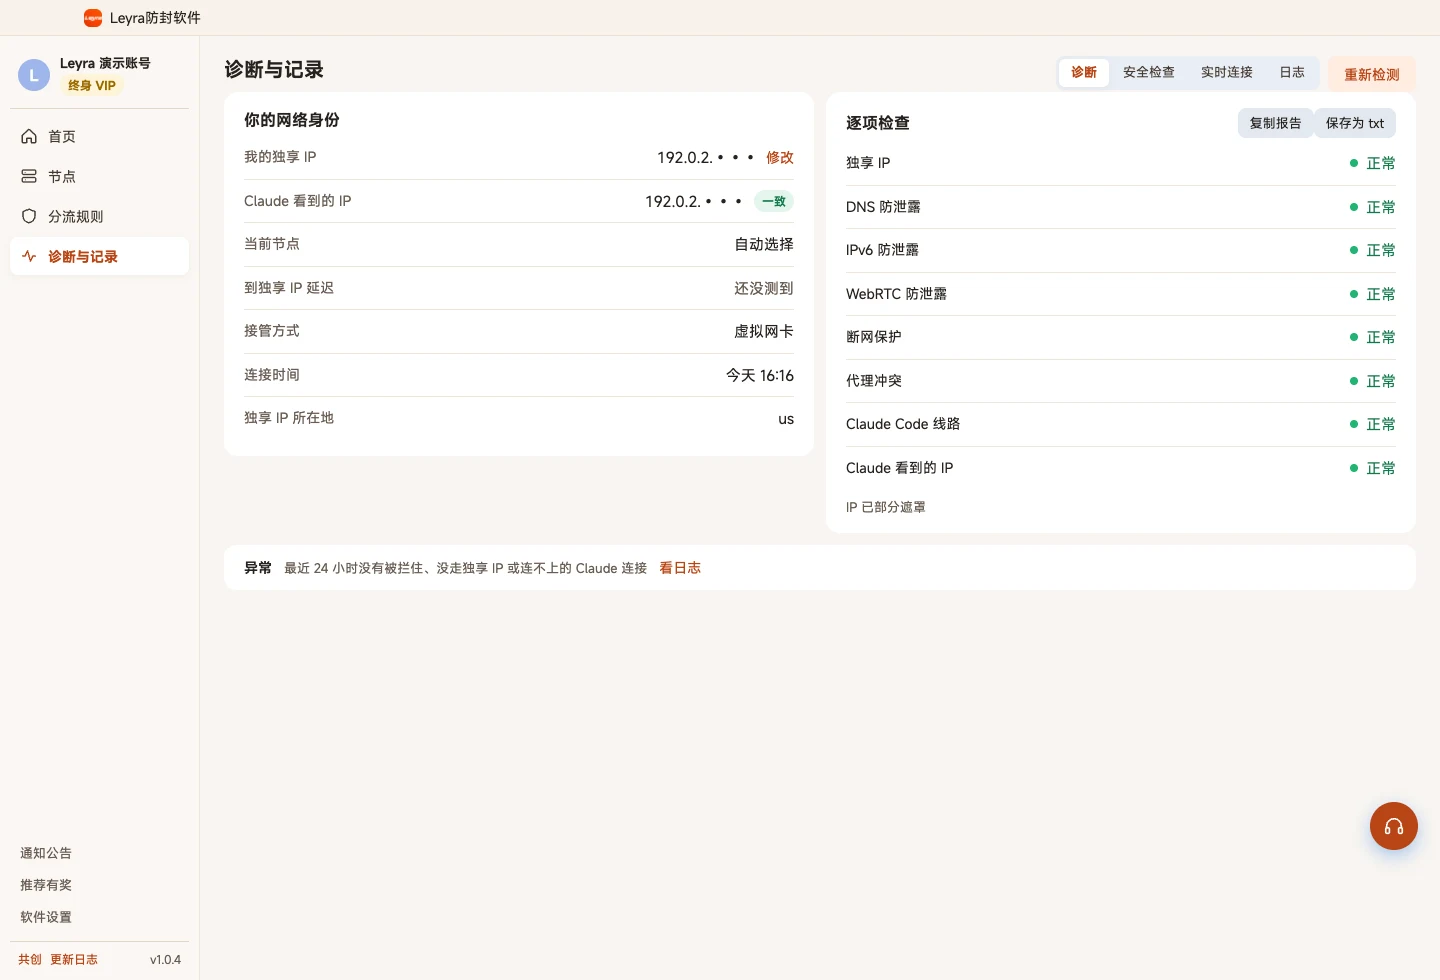 Leyra防封软件
L
Leyra 演示账号
终身 VIP
首页
节点
分流规则
诊断与记录
通知公告
推荐有奖
软件设置
共创 更新日志 v1.0.4
诊断与记录
诊断 安全检查 实时连接 日志 重新检测
你的网络身份
我的独享 IP 192.0.2.• • • 修改
Claude 看到的 IP 192.0.2.• • • 一致
当前节点 自动选择
到独享 IP 延迟 还没测到
接管方式 虚拟网卡
连接时间 今天 16:16
独享 IP 所在地 us
逐项检查 复制报告 保存为 txt
独享 IP 正常
DNS 防泄露 正常
IPv6 防泄露 正常
WebRTC 防泄露 正常
断网保护 正常
代理冲突 正常
Claude Code 线路 正常
Claude 看到的 IP 正常
IP 已部分遮罩
异常 最近 24 小时没有被拦住、没走独享 IP 或连不上的 Claude 连接 看日志